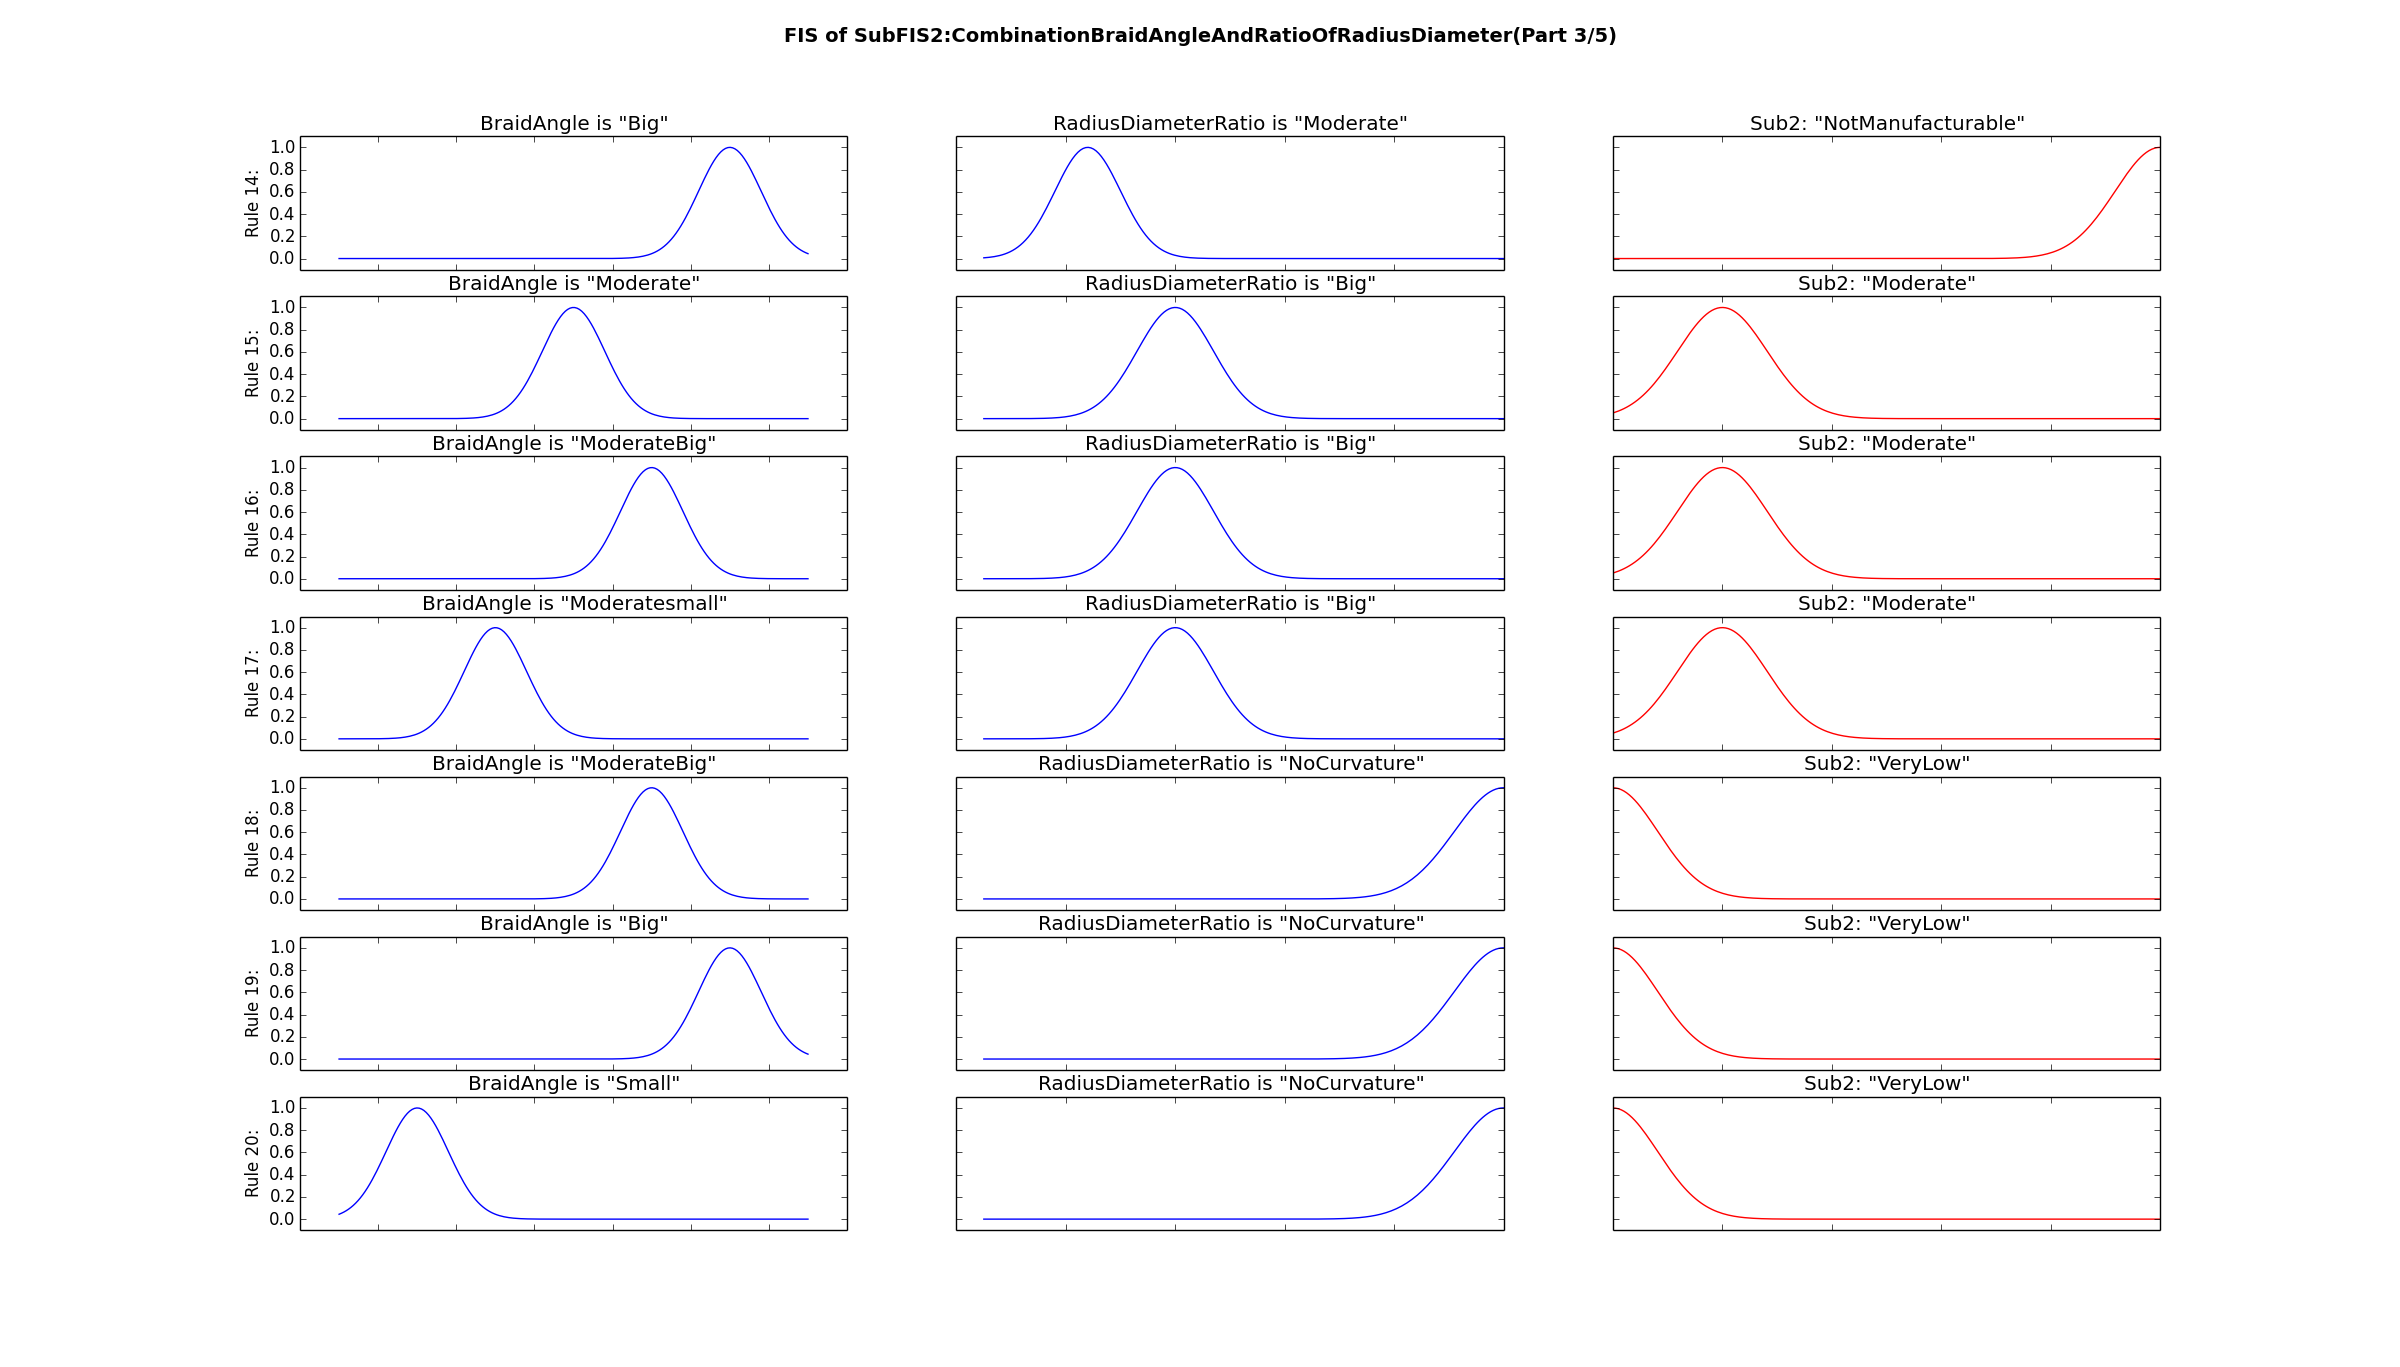 FIS of SubFIS2:CombinationBraidAngleAndRatioOfRadiusDiameter(Part 3/5)
BraidAngle is "Big" RadiusDiameterRatio is "Moderate" Sub2: "NotManufacturable"
Rule 14:
1.0
0.8
0.6
0.4
0.2
0.0
BraidAngle is "Moderate" RadiusDiameterRatio is "Big" Sub2: "Moderate"
Rule 15:
1.0
0.8
0.6
0.4
0.2
0.0
BraidAngle is "ModerateBig" RadiusDiameterRatio is "Big" Sub2: "Moderate"
Rule 16:
1.0
0.8
0.6
0.4
0.2
0.0
BraidAngle is "Moderatesmall" RadiusDiameterRatio is "Big" Sub2: "Moderate"
Rule 17:
1.0
0.8
0.6
0.4
0.2
0.0
BraidAngle is "ModerateBig" RadiusDiameterRatio is "NoCurvature" Sub2: "VeryLow"
Rule 18:
1.0
0.8
0.6
0.4
0.2
0.0
BraidAngle is "Big" RadiusDiameterRatio is "NoCurvature" Sub2: "VeryLow"
Rule 19:
1.0
0.8
0.6
0.4
0.2
0.0
BraidAngle is "Small" RadiusDiameterRatio is "NoCurvature" Sub2: "VeryLow"
Rule 20:
1.0
0.8
0.6
0.4
0.2
0.0